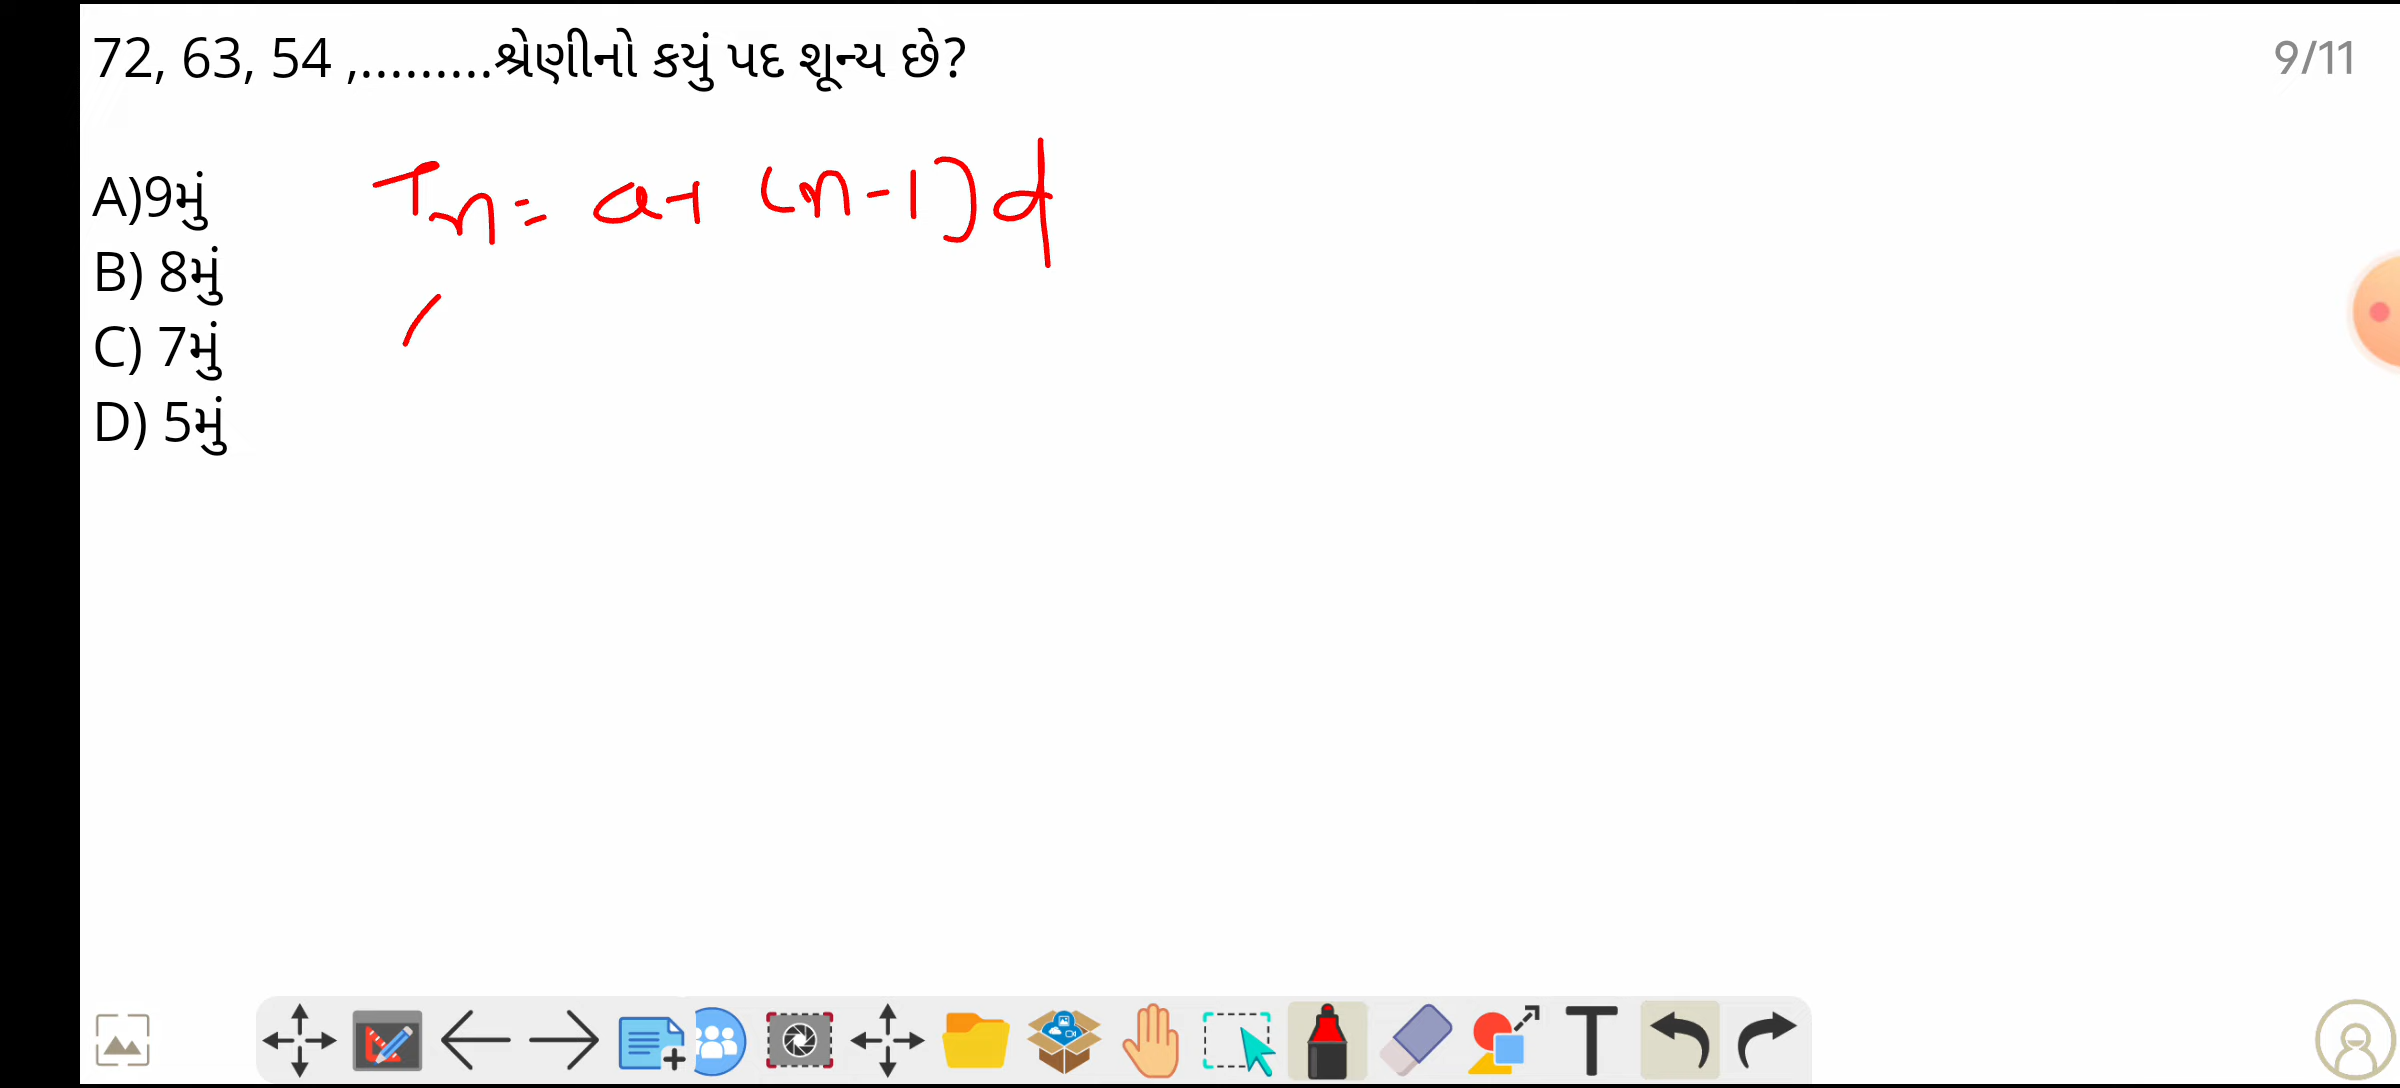 72, 63, 54 ,.........શ્રેણીનો કયું પદ શૂન્ય છે?
9/11
A)9મું
Tn = a+ (n-1)d
B) 8મું
C) 7મું
D) 5મું